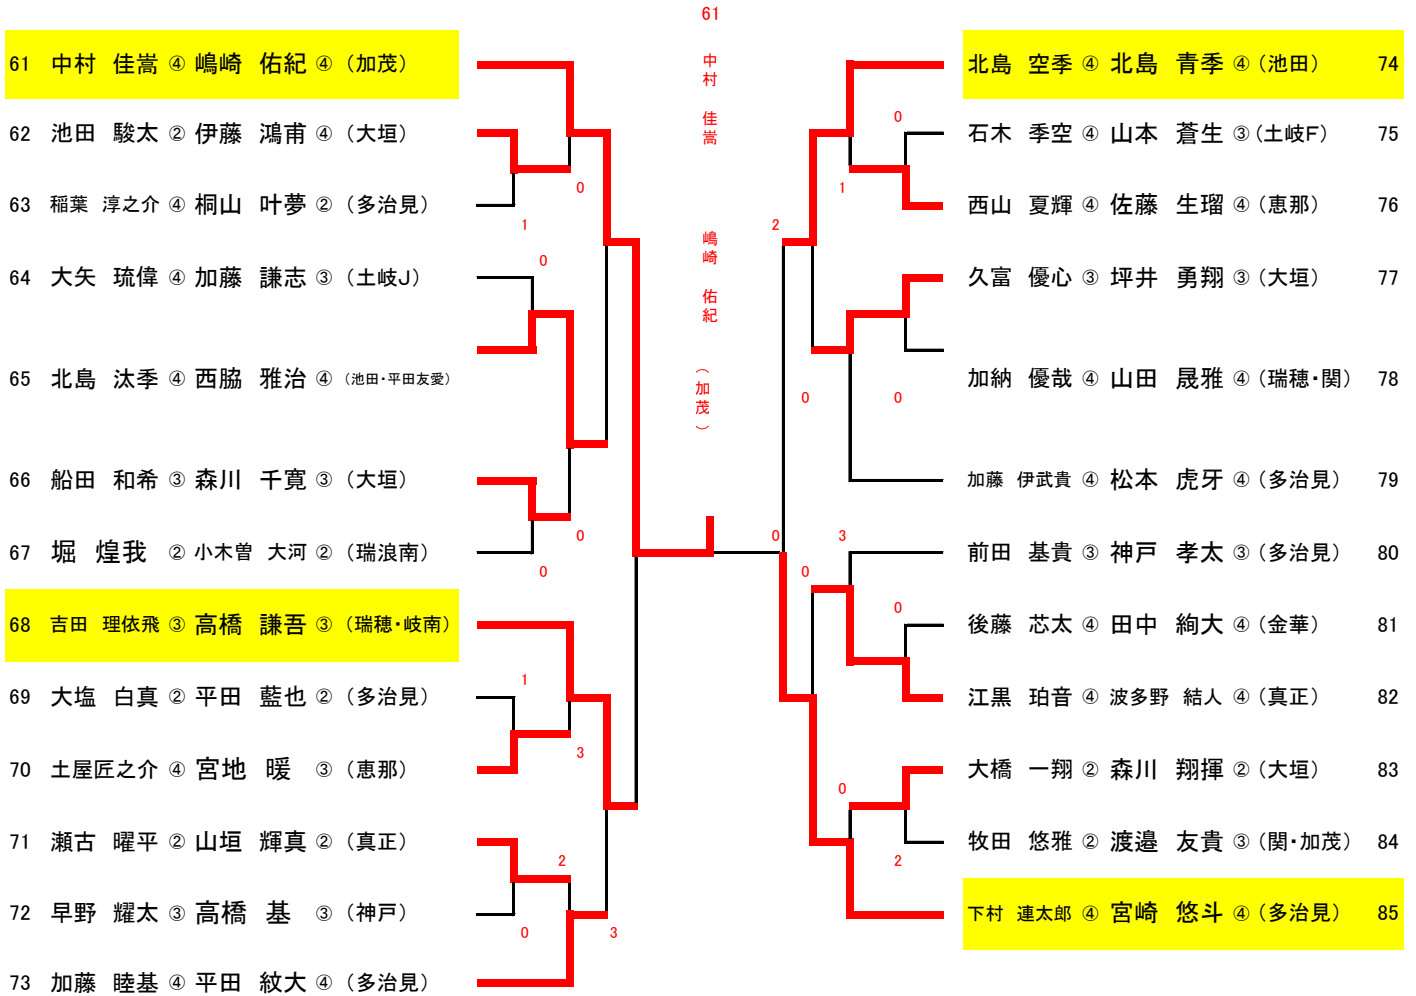 61 中村 佳嵩 ④ 嶋崎 佑紀 ④ (加茂)
62 池田 駿太 ② 伊藤 鴻甫 ④ (大垣)
63 稲葉 淳之介 ④ 桐山 叶夢 ② (多治見)
64 大矢 琉偉 ④ 加藤 謙志 ③ (土岐J)
65 北島 汰季 ④ 西脇 雅治 ④ (池田・平田友愛)
66 船田 和希 ③ 森川 千寛 ③ (大垣)
67 堀 煌我 ② 小木曽 大河 ② (瑞浪南)
68 吉田 理依飛 ③ 高橋 謙吾 ③ (瑞穂・岐南)
69 大塩 白真 ② 平田 藍也 ② (多治見)
70 土屋匠之介 ④ 宮地 暖 ③ (恵那)
71 瀬古 曜平 ② 山垣 輝真 ② (真正)
72 早野 耀太 ③ 高橋 基 ③ (神戸)
73 加藤 睦基 ④ 平田 紋大 ④ (多治見)
0
1
0
0
0
1
3
2
0
3
61
中村 佳嵩
嶋崎 佑紀
(加茂)
2
0
0
1
0
0
3
0
0
0
2
北島 空季 ④ 北島 青季 ④ (池田) 74
石木 季空 ④ 山本 蒼生 ③ (土岐F) 75
西山 夏輝 ④ 佐藤 生瑠 ④ (恵那) 76
久富 優心 ③ 坪井 勇翔 ③ (大垣) 77
加納 優哉 ④ 山田 晟雅 ④ (瑞穂・関) 78
加藤 伊武貴 ④ 松本 虎牙 ④ (多治見) 79
前田 基貴 ③ 神戸 孝太 ③ (多治見) 80
後藤 芯太 ④ 田中 絢大 ④ (金華) 81
江黒 珀音 ④ 波多野 結人 ④ (真正) 82
大橋 一翔 ② 森川 翔揮 ② (大垣) 83
牧田 悠雅 ② 渡邉 友貴 ③ (関・加茂) 84
下村 連太郎 ④ 宮崎 悠斗 ④ (多治見) 85